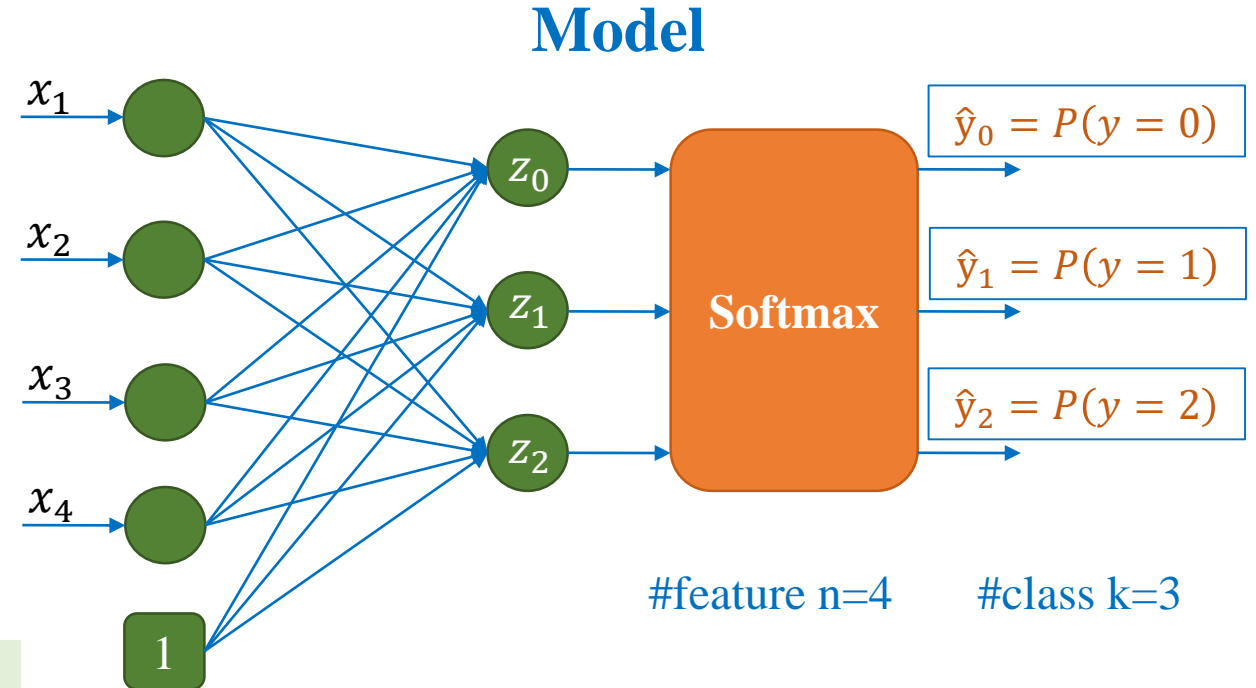 Model
x₁
x₂
x₃
x₄
1
z₀
z₁
z₂
Softmax
ŷ₀ = P(y = 0)
ŷ₁ = P(y = 1)
ŷ₂ = P(y = 2)
#feature n=4 #class k=3